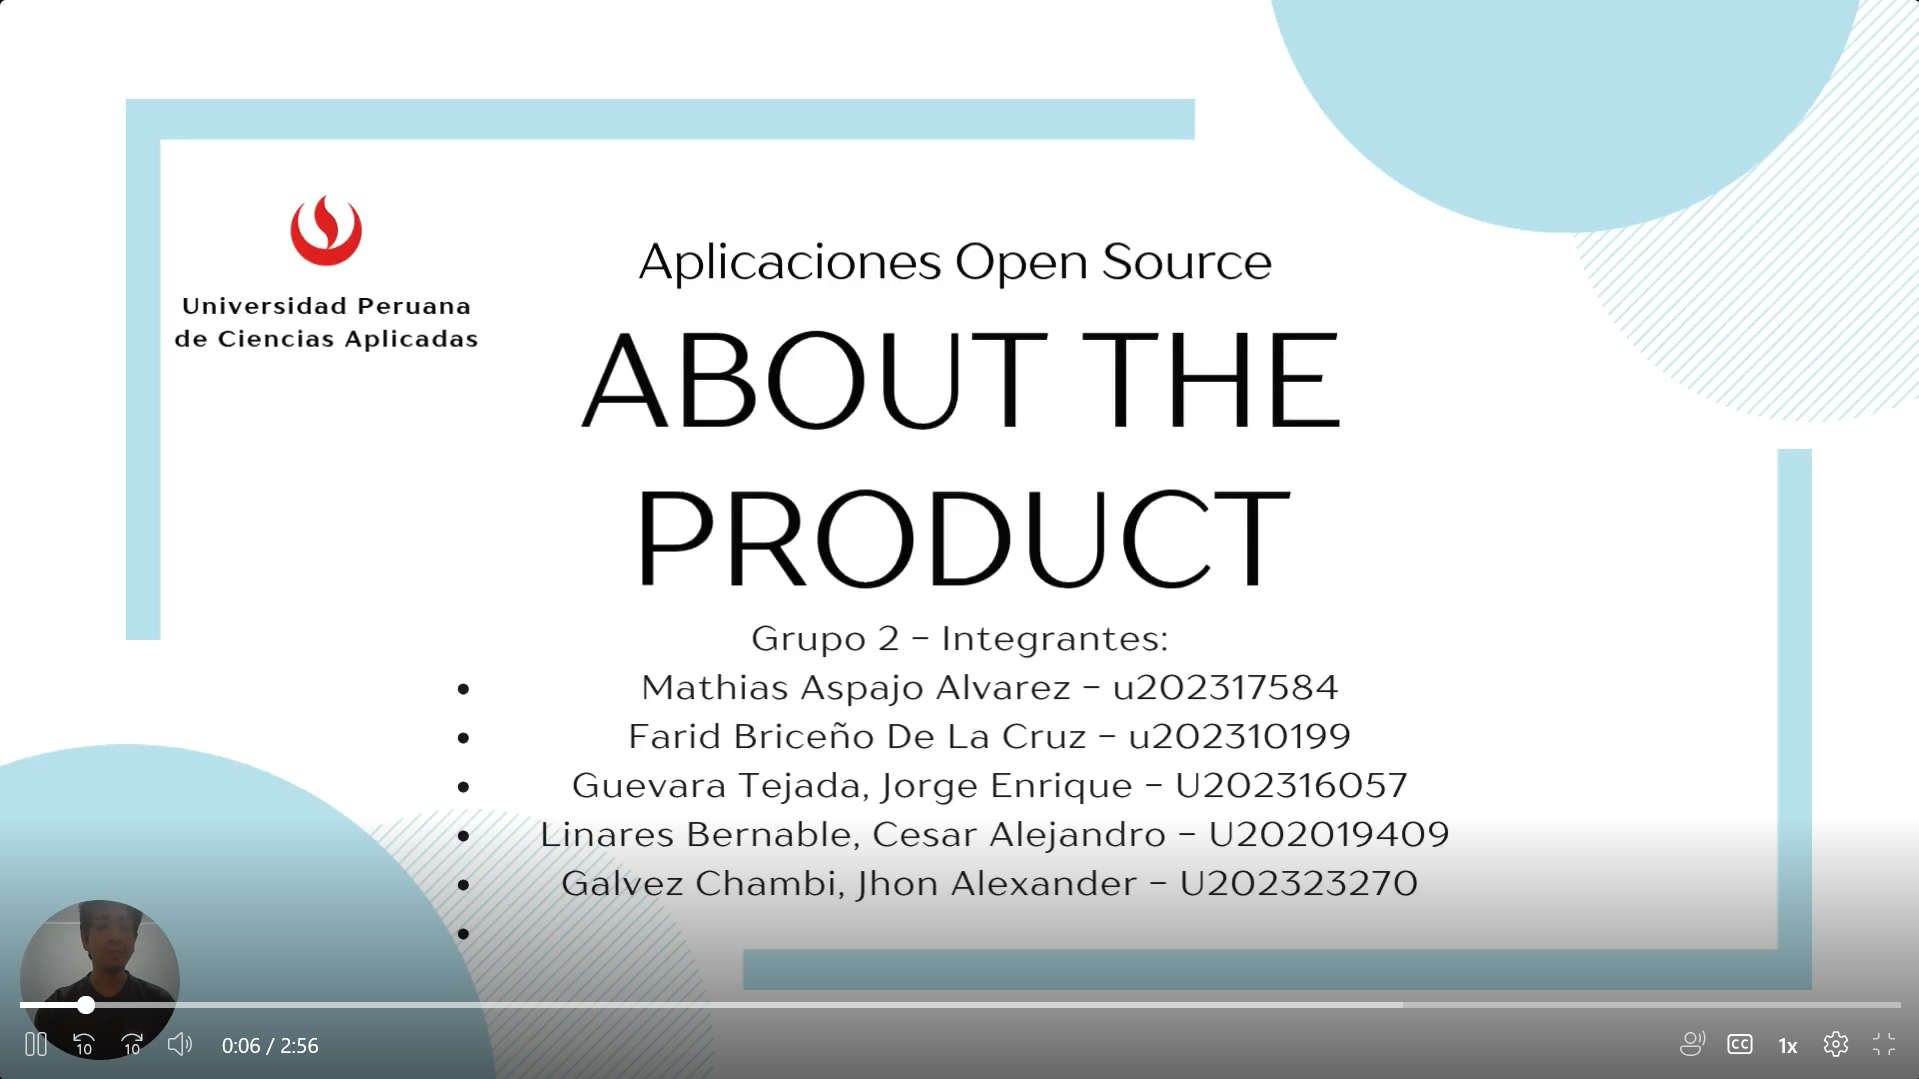 Universidad Peruana
de Ciencias Aplicadas
Aplicaciones Open Source
ABOUT THE
PRODUCT
Grupo 2 - Integrantes:
Mathias Aspajo Alvarez - u202317584
Farid Briceño De La Cruz - u202310199
Guevara Tejada, Jorge Enrique - U202316057
Linares Bernable, Cesar Alejandro - U202019409
Galvez Chambi, Jhon Alexander - U202323270
10
10
0:06 / 2:56
CC
1x